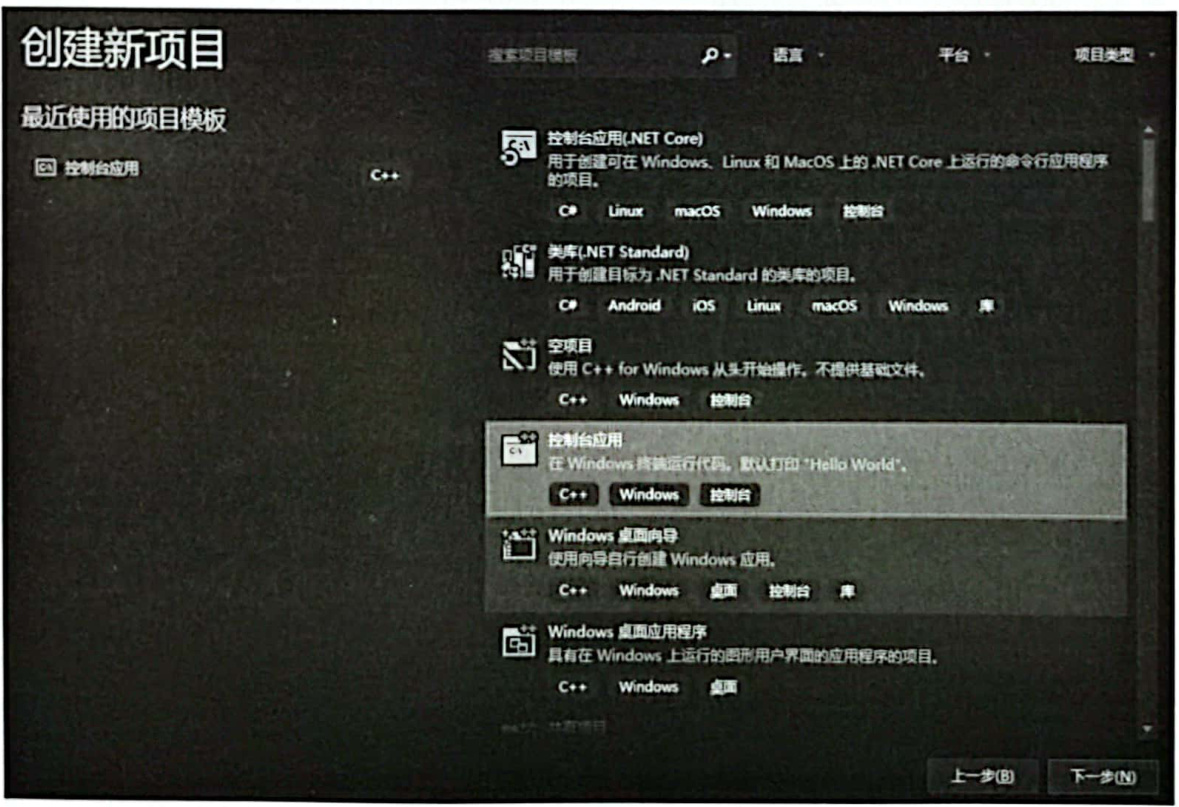 创建新项目
搜索项目模板
语言
平台
项目类型
最近使用的项目模板
控制台应用
C++
控制台应用(.NET Core)
用于创建可在 Windows、Linux 和 MacOS 上的 .NET Core 上运行的命令行应用程序
的项目。
C# Linux macOS Windows 控制台
类库(.NET Standard)
用于创建目标为 .NET Standard 的类库的项目。
C# Android iOS Linux macOS Windows 库
空项目
使用 C++ for Windows 从头开始操作。不提供基础文件。
C++ Windows 控制台
控制台应用
在 Windows 终端运行代码。默认打印 "Hello World"。
C++ Windows 控制台
Windows 桌面向导
使用向导自行创建 Windows 应用。
C++ Windows 桌面 控制台 库
Windows 桌面应用程序
具有在 Windows 上运行的图形用户界面的应用程序的项目。
C++ Windows 桌面
共享项目
上一步(B)
下一步(N)